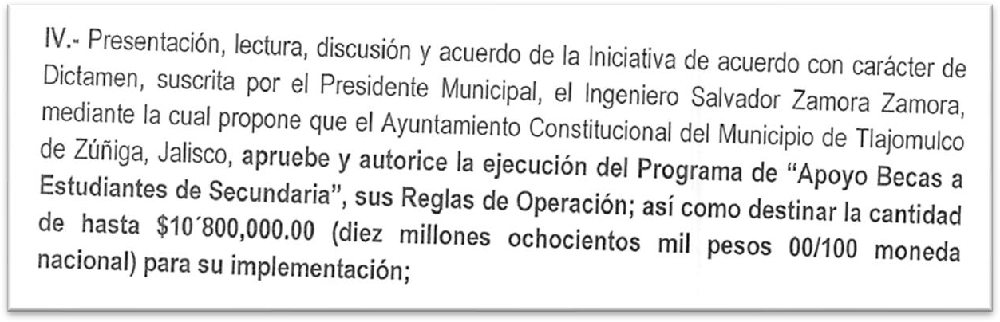 IV.- Presentación, lectura, discusión y acuerdo de la Iniciativa de acuerdo con carácter de
Dictamen, suscrita por el Presidente Municipal, el Ingeniero Salvador Zamora Zamora,
mediante la cual propone que el Ayuntamiento Constitucional del Municipio de Tlajomulco
de Zúñiga, Jalisco, apruebe y autorice la ejecución del Programa de “Apoyo Becas a
Estudiantes de Secundaria”, sus Reglas de Operación; así como destinar la cantidad
de hasta $10´800,000.00 (diez millones ochocientos mil pesos 00/100 moneda
nacional) para su implementación;